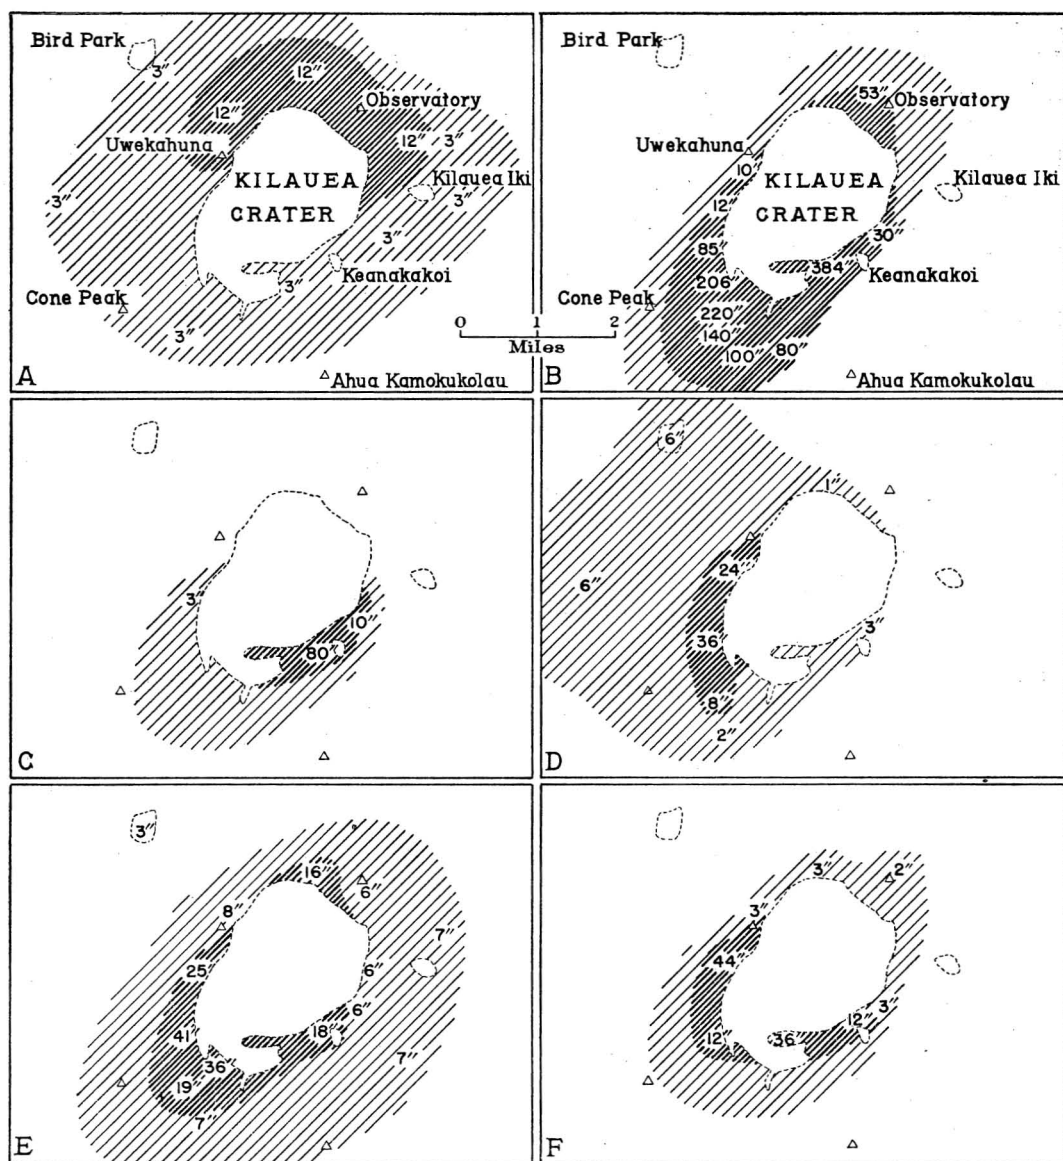 Bird Park
3″
12″
12″
Observatory
Uwekahuna
12″
3″
KILAUEA
CRATER
Kilauea Iki
3″
3″
3″
3″
Keanakakoi
Cone Peak
3″
A
Ahua Kamokukolau
0 1 2
Miles
Bird Park
53″
Observatory
Uwekahuna
10″
KILAUEA
CRATER
Kilauea Iki
12″
30″
85″
384″
Keanakakoi
206″
Cone Peak
220″
140″
100″
80″
B
Ahua Kamokukolau
3″
10″
80″
C
6″
1″
24″
6″
36″
3″
8″
2″
D
3″
16″
6″
8″
7″
25″
6″
6″
41″
18″
36″
7″
19″
7″
E
3″
2″
3″
44″
3″
12″
12″
36″
F